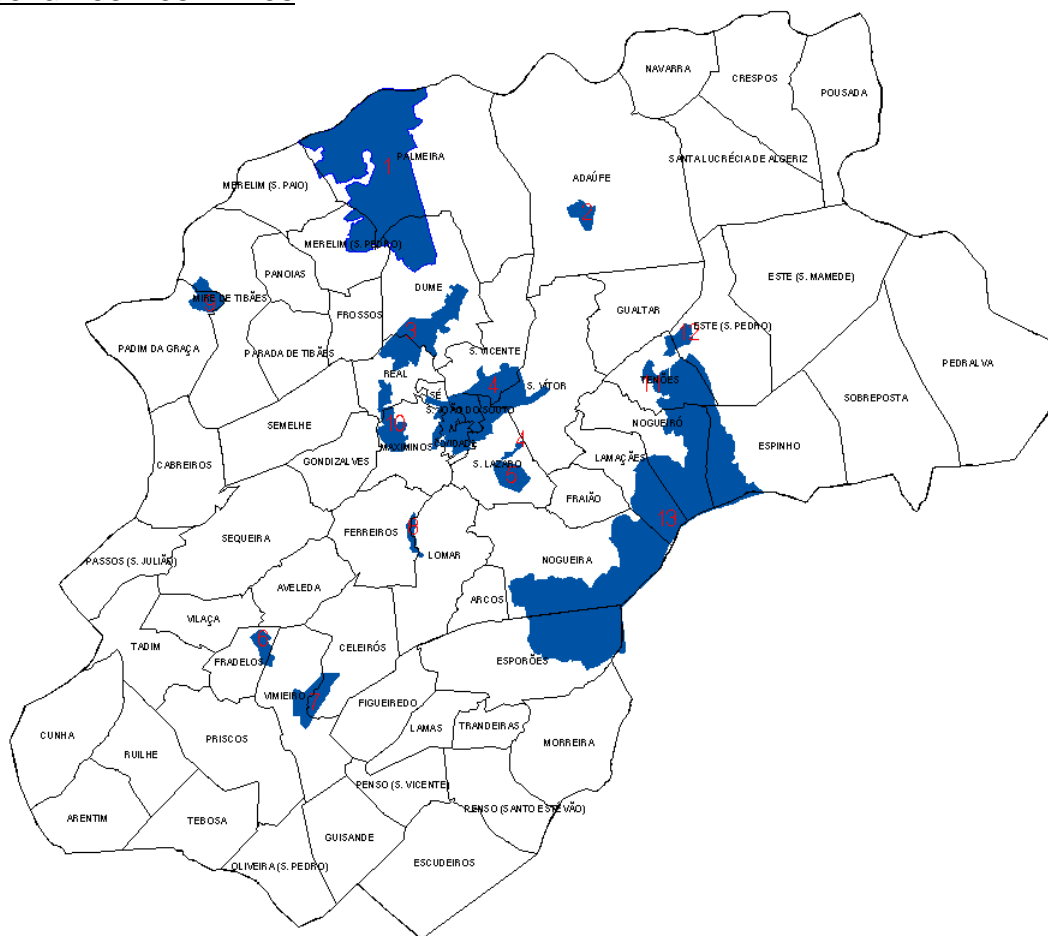 NAVARRA
CRESPOS
POUSADA
PALMEIRA
1
SANTA LUCRÉCIA DE ALGERIZ
ADAÚFE
MERELIM (S. PAIO)
2
MERELIM (S. PEDRO)
PANOIAS
ESTE (S. MAMEDE)
DUME
MIRE DE TIBÃES
9
FROSSOS
GUALTAR
3
ESTE (S. PEDRO)
12
PADIM DA GRAÇA
PARADA DE TIBÃES
S. VICENTE
PEDRALVA
REAL
TENÕES
11
4
S. VÍTOR
SÉ
SOBREPOSTA
S. JOÃO DO SOUTO
SEMELHE
10
NOGUEIRÓ
MAXIMINOS
CIVIDADE
4
ESPINHO
LAMAÇÃES
CABREIROS
GONDIZALVES
S. LAZARO
5
FRAIÃO
13
FERREIROS
8
SEQUEIRA
LOMAR
NOGUEIRA
PASSOS (S. JULIÃO)
AVELEDA
ARCOS
VILAÇA
6
TADIM
CELEIRÓS
FRADELOS
ESPORÕES
VIMIEIRO
7
FIGUEIREDO
LAMAS
TRANDEIRAS
CUNHA
PRISCOS
MORREIRA
RUILHE
PENSO (S. VICENTE)
PENSO (SANTO ESTEVÃO)
ARENTIM
TEBOSA
GUISANDE
OLIVEIRA (S. PEDRO)
ESCUDEIROS